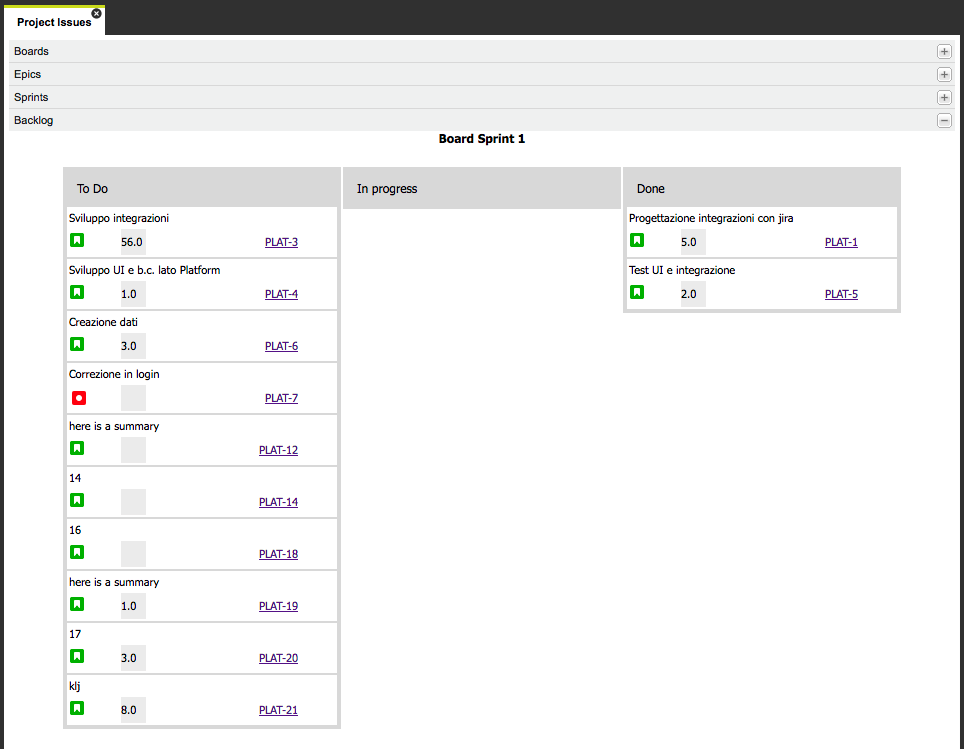 Project Issues
Boards
Epics
Sprints
Backlog
Board Sprint 1
To Do
Sviluppo integrazioni
56.0 PLAT-3
Sviluppo UI e b.c. lato Platform
1.0 PLAT-4
Creazione dati
3.0 PLAT-6
Correzione in login
PLAT-7
here is a summary
PLAT-12
14
PLAT-14
16
PLAT-18
here is a summary
1.0 PLAT-19
17
3.0 PLAT-20
klj
8.0 PLAT-21
In progress
Done
Progettazione integrazioni con jira
5.0 PLAT-1
Test UI e integrazione
2.0 PLAT-5